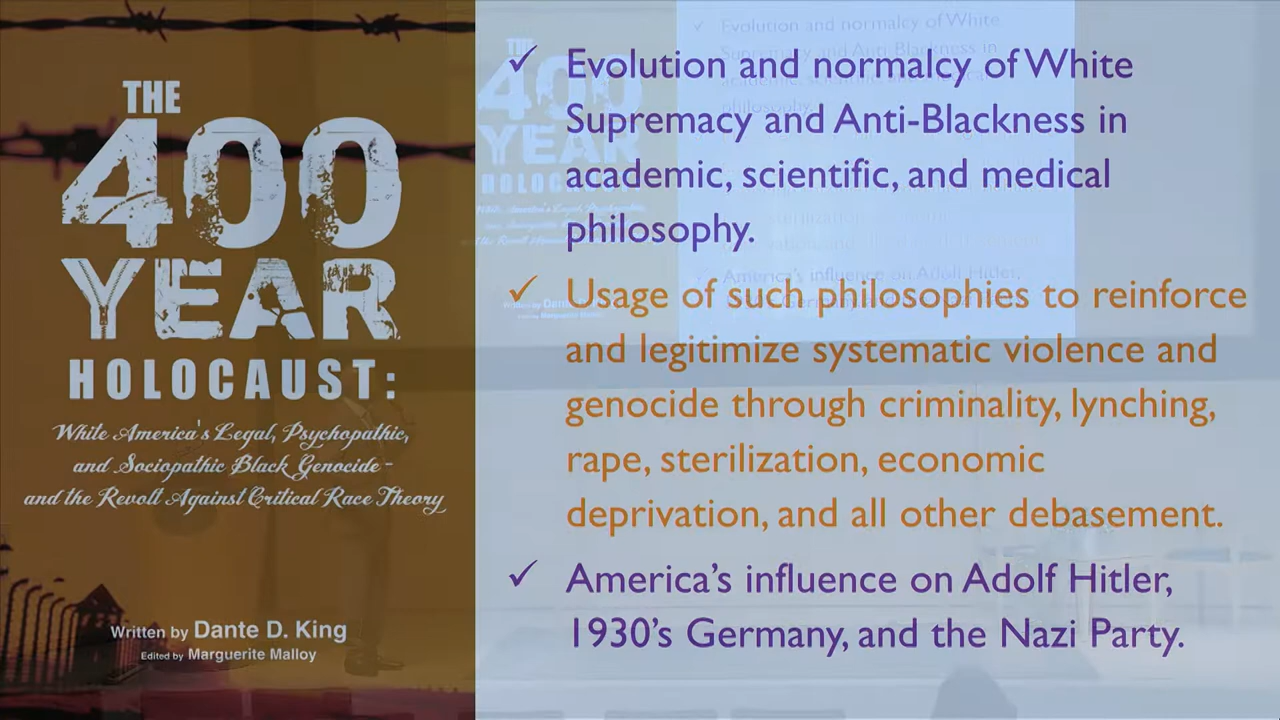 THE
400
YEAR
HOLOCAUST:
White America's Legal, Psychopathic,
and Sociopathic Black Genocide -
and the Revolt Against Critical Race Theory
Written by Dante D. King
Edited by Marguerite Malloy
✓ Evolution and normalcy of White
Supremacy and Anti-Blackness in
academic, scientific, and medical
philosophy.
✓ Usage of such philosophies to reinforce
and legitimize systematic violence and
genocide through criminality, lynching,
rape, sterilization, economic
deprivation, and all other debasement.
✓ America's influence on Adolf Hitler,
1930's Germany, and the Nazi Party.